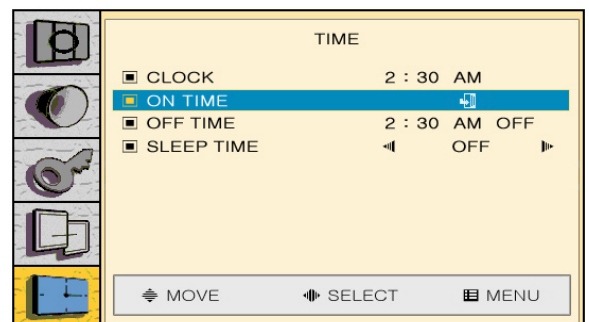 TIME
CLOCK 2 : 30 AM
ON TIME
OFF TIME 2 : 30 AM OFF
SLEEP TIME OFF
MOVE SELECT MENU